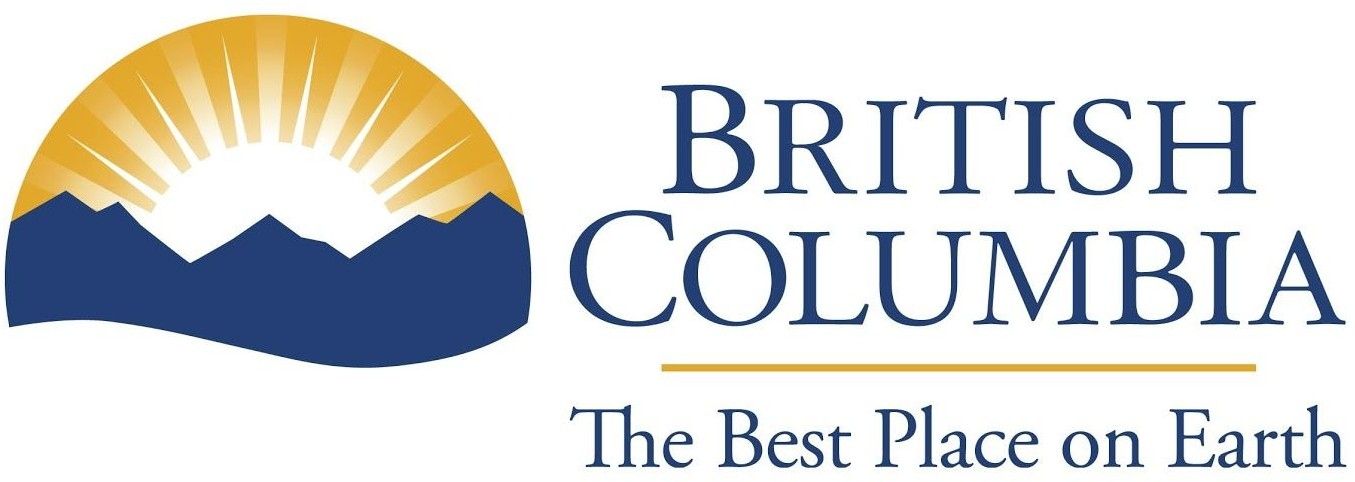 BRITISH
COLUMBIA
The Best Place on Earth